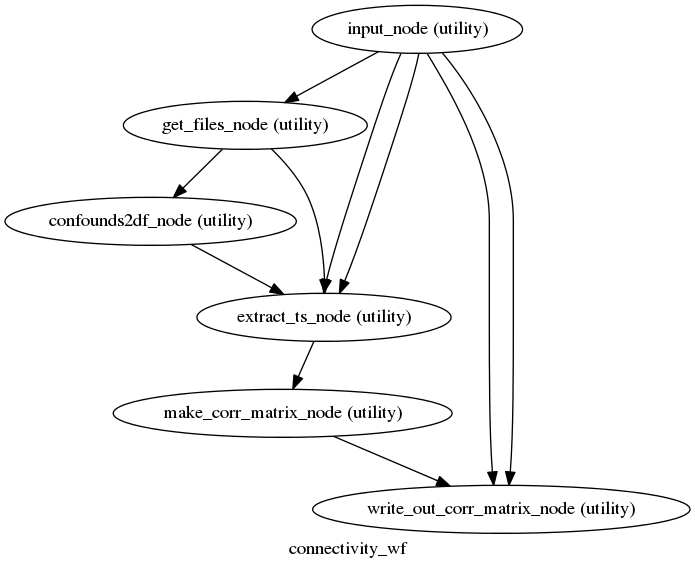 input_node (utility)
get_files_node (utility)
confounds2df_node (utility)
extract_ts_node (utility)
make_corr_matrix_node (utility)
write_out_corr_matrix_node (utility)
connectivity_wf